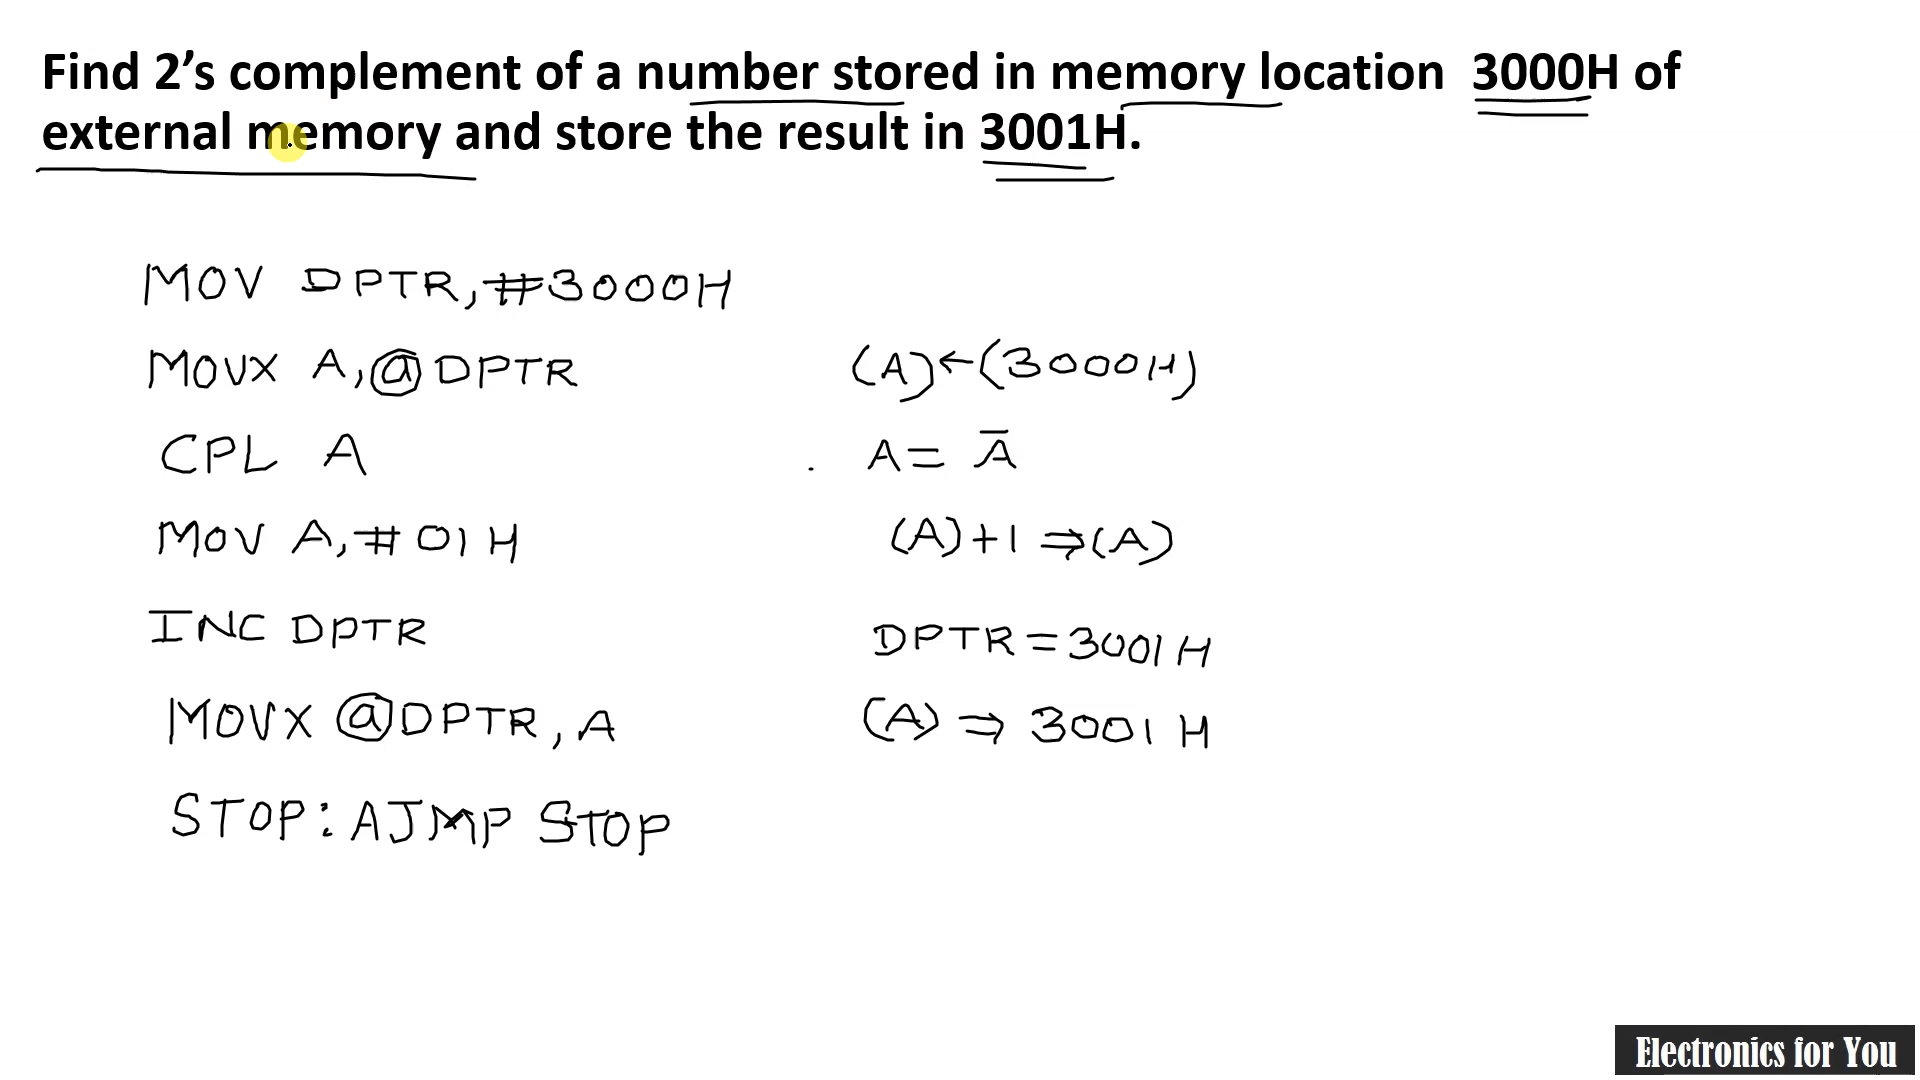 Find 2’s complement of a number stored in memory location 3000H of
external memory and store the result in 3001H.
MOV DPTR, #3000H
MOVX A, @DPTR (A)←(3000H)
CPL A A = A̅
MOV A, #01H (A)+1 ⇒(A)
INC DPTR DPTR = 3001H
MOVX @DPTR, A (A) ⇒ 3001H
STOP: AJMP STOP
Electronics for You